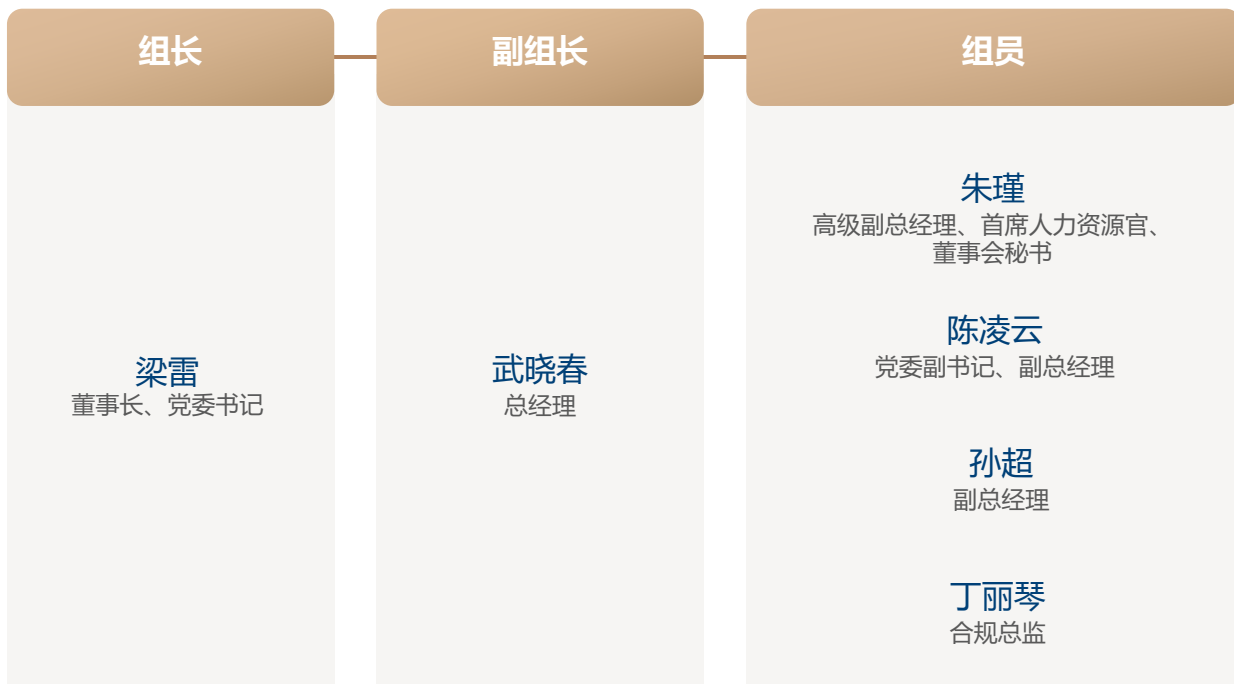 组长
梁雷
董事长、党委书记
副组长
武晓春
总经理
组员
朱瑾
高级副总经理、首席人力资源官、
董事会秘书
陈凌云
党委副书记、副总经理
孙超
副总经理
丁丽琴
合规总监